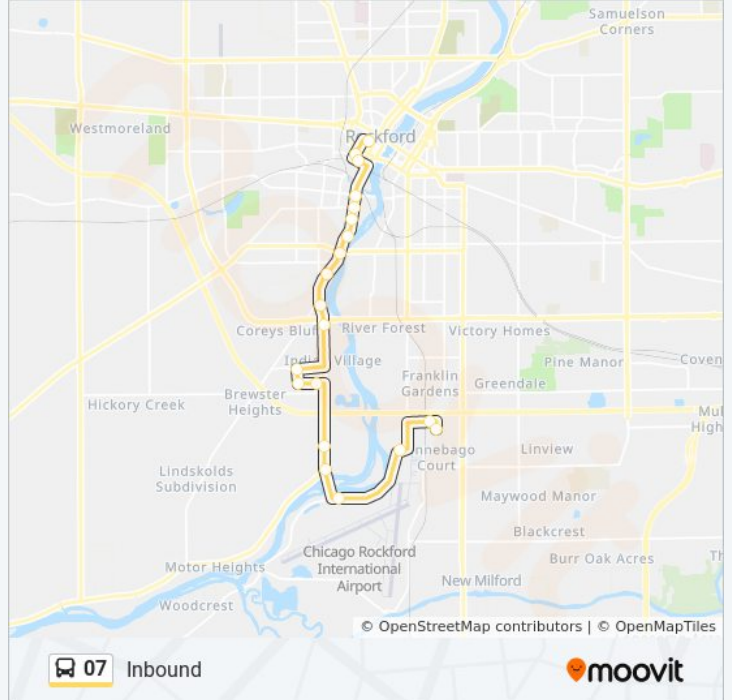 Samuelson
Corners
Westmoreland
Rockford
Coreys Bluff
River Forest
Victory Homes
Village
Pine Manor
Coven
Franklin
Gardens
Greendale
Brewster
Heights
Hickory Creek
Mul
High
nnebago
Court
Linview
Lindskolds
Subdivision
Maywood Manor
Blackcrest
Chicago Rockford
International
Airport
Burr Oak Acres
Th
Motor Heights
New Milford
Woodcrest
© OpenStreetMap contributors | © OpenMapTiles
07 Inbound
moovit